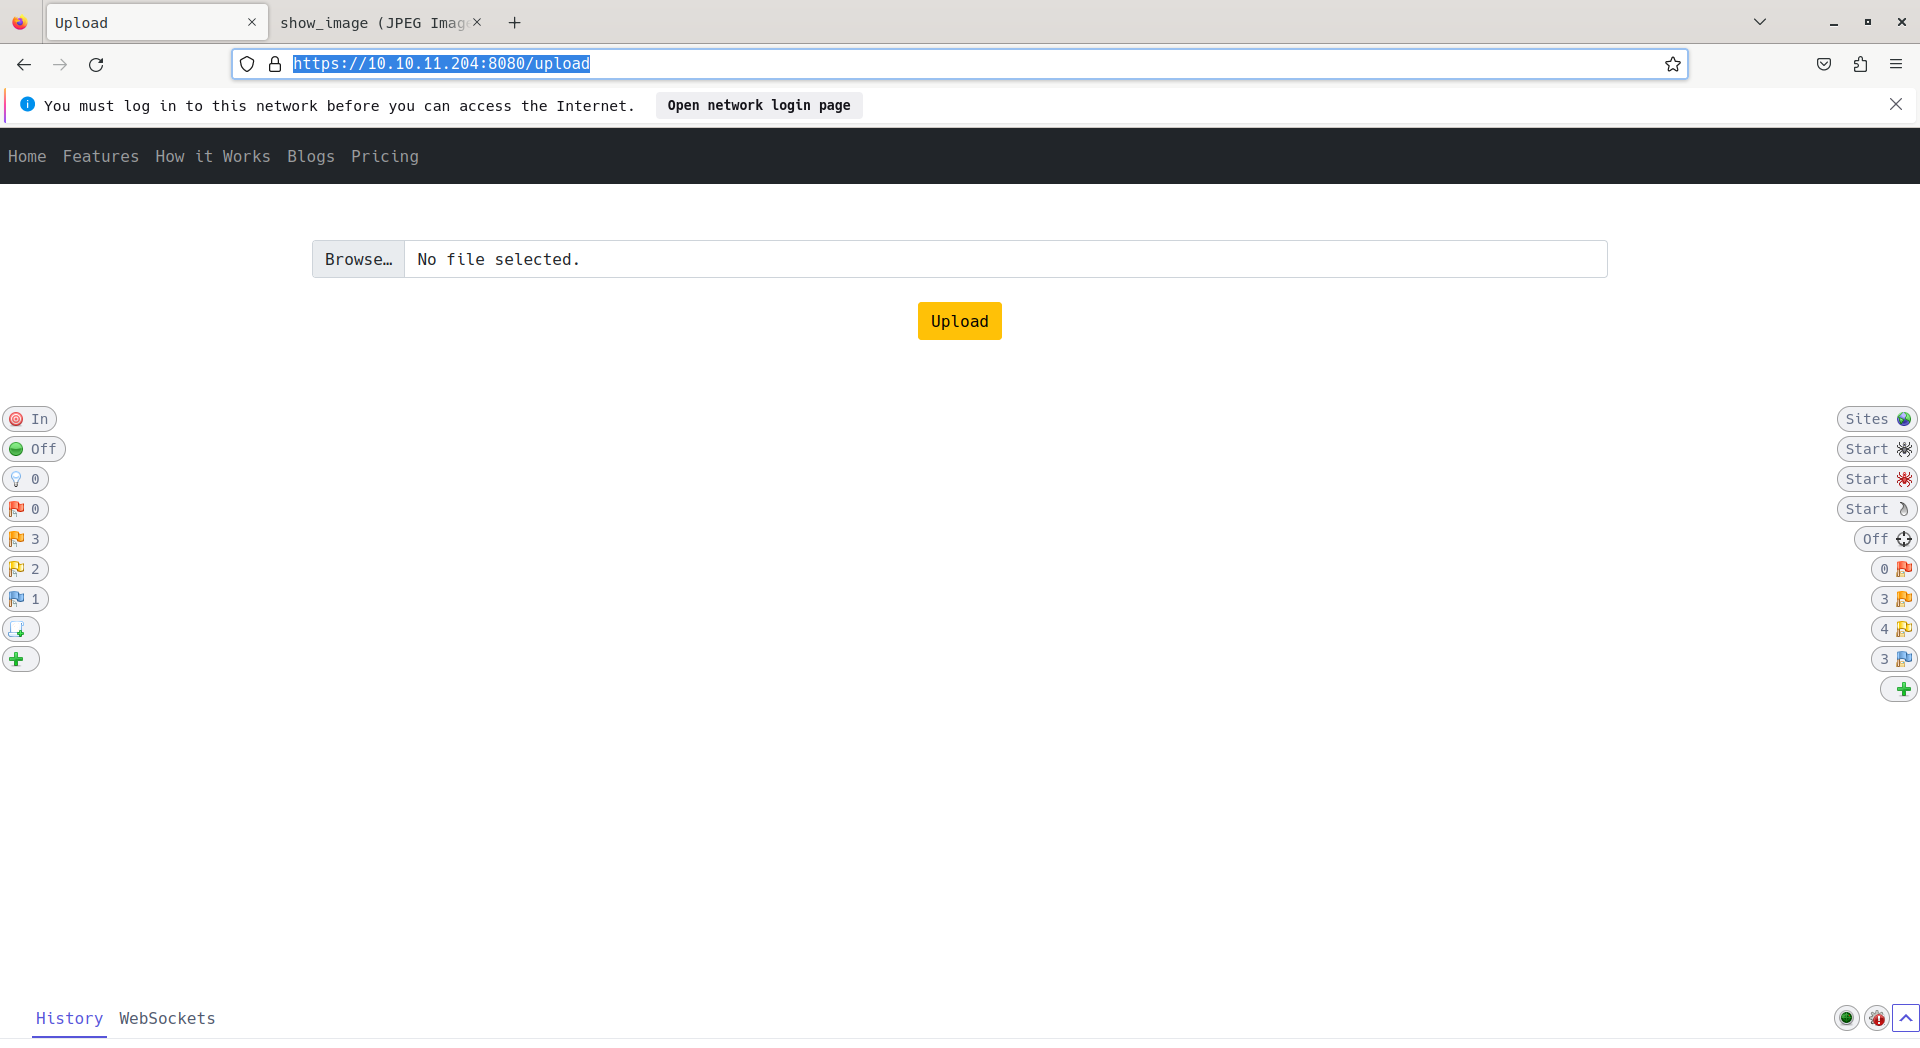 Upload
show_image (JPEG Imag
https://10.10.11.204:8080/upload
You must log in to this network before you can access the Internet. Open network login page
Home Features How it Works Blogs Pricing
Browse… No file selected.
Upload
In
Off
0
0
3
2
1
Sites
Start
Start
Start
Off
0
3
4
3
History WebSockets